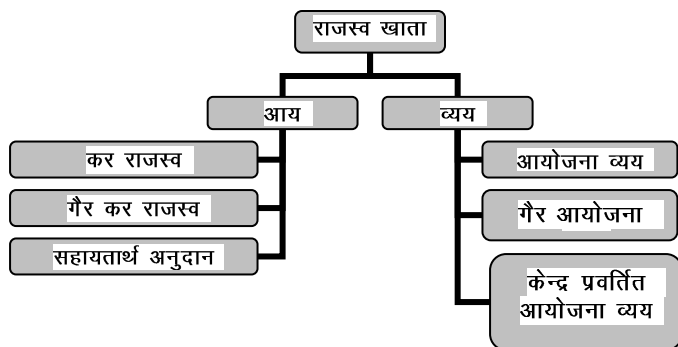 राजस्व खाता
आय
व्यय
कर राजस्व
गैर कर राजस्व
सहायतार्थ अनुदान
आयोजना व्यय
गैर आयोजना
केन्द्र प्रवर्तित
आयोजना व्यय